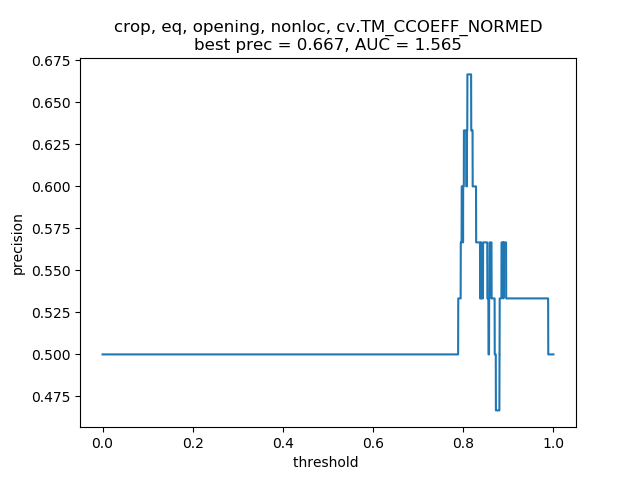 crop, eq, opening, nonloc, cv.TM_CCOEFF_NORMED
best prec = 0.667, AUC = 1.565
0.675
0.650
0.625
0.600
0.575
0.550
0.525
0.500
0.475
precision
0.0 0.2 0.4 0.6 0.8 1.0
threshold